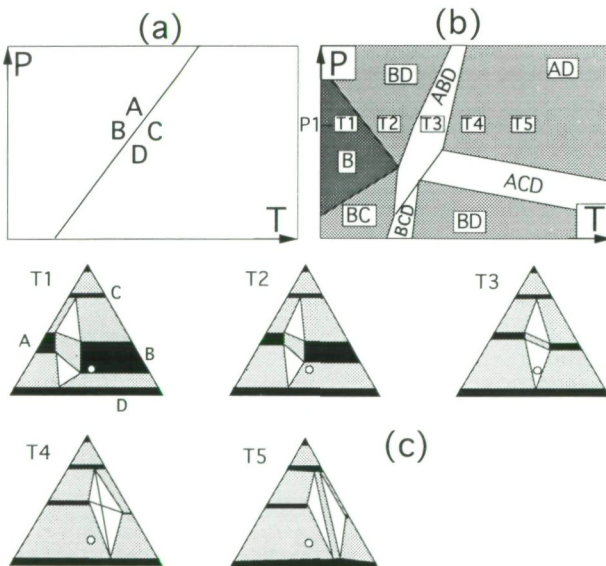 (a)
P
A
B C
D
T
(b)
P
BD
ABD
AD
P1
T1 T2 T3 T4 T5
B
ACD
BC
BCD
BD
T
T1
C
A
B
D
T2
T3
T4
T5
(c)